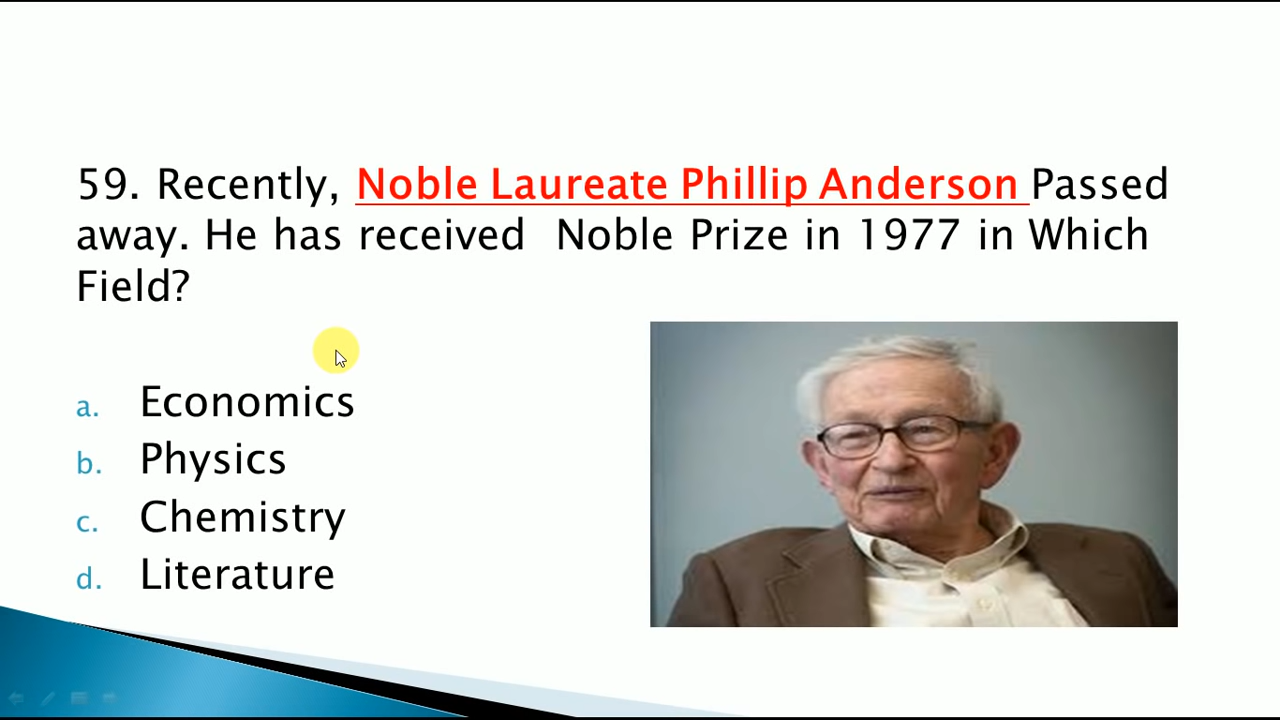 59. Recently, Noble Laureate Phillip Anderson Passed
away. He has received  Noble Prize in 1977 in Which
Field?
a. Economics
b. Physics
c. Chemistry
d. Literature